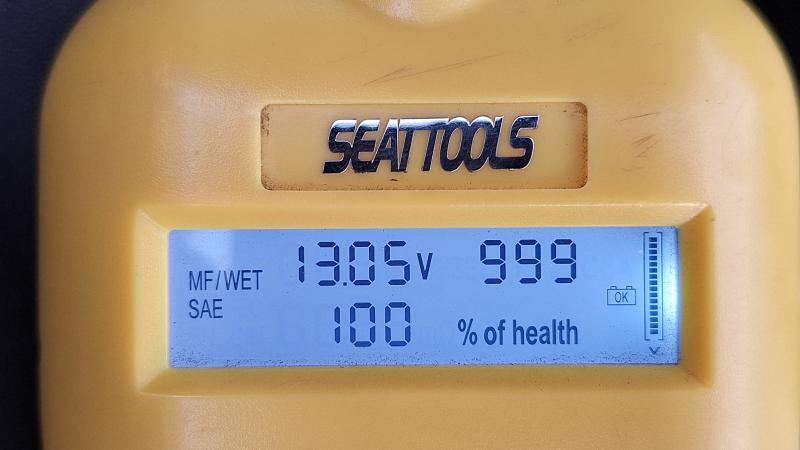 SEATTOOLS
MF/WET 13.05V 999
SAE 100 % of health
OK